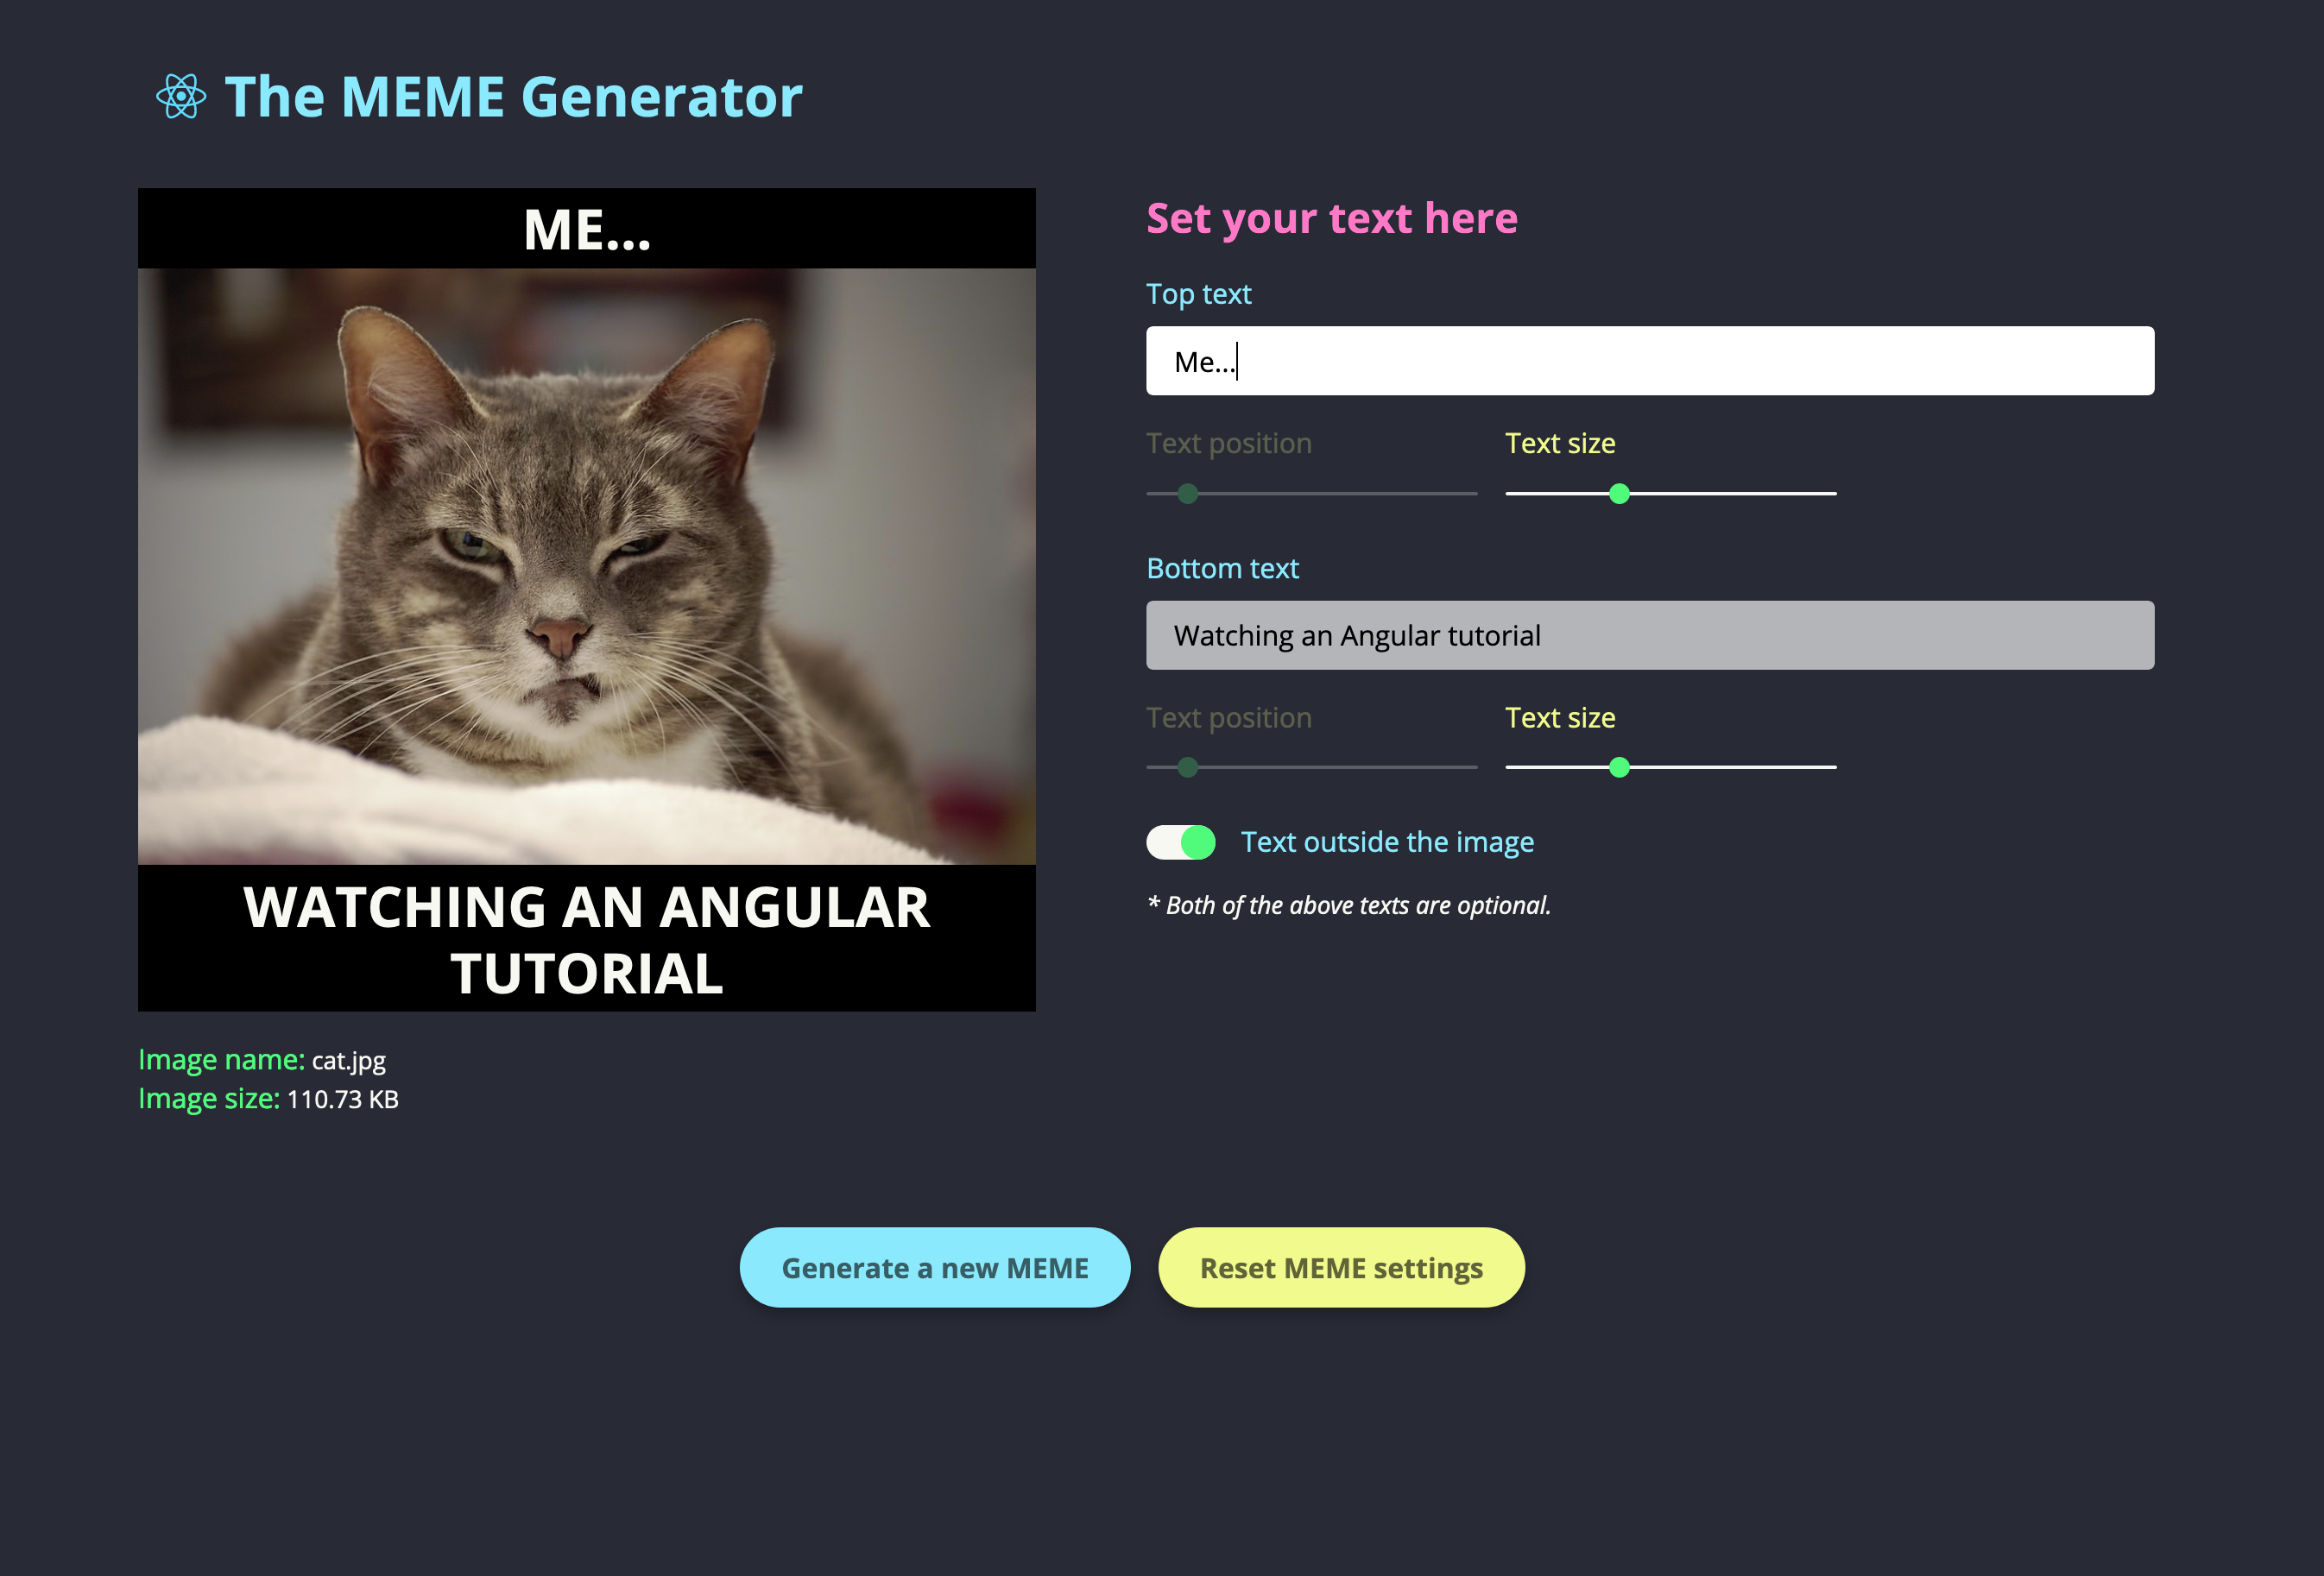 The MEME Generator
ME...
WATCHING AN ANGULAR
TUTORIAL
Image name: cat.jpg
Image size: 110.73 KB
Set your text here
Top text
Me...
Text position
Text size
Bottom text
Watching an Angular tutorial
Text position
Text size
Text outside the image
* Both of the above texts are optional.
Generate a new MEME
Reset MEME settings